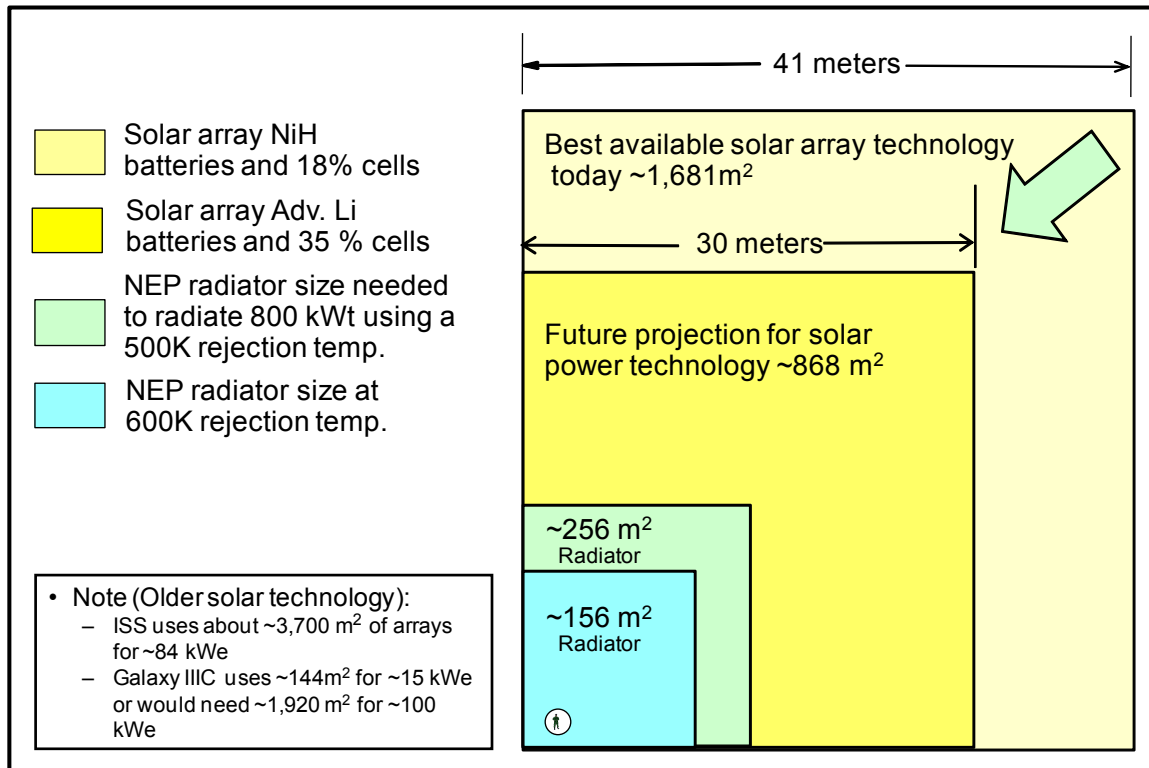 41 meters
Solar array NiH
batteries and 18% cells
Solar array Adv. Li
batteries and 35 % cells
NEP radiator size needed
to radiate 800 kWt using a
500K rejection temp.
NEP radiator size at
600K rejection temp.
Best available solar array technology
today ~1,681m²
30 meters
Future projection for solar
power technology ~868 m²
~256 m²
Radiator
~156 m²
Radiator
• Note (Older solar technology):
– ISS uses about ~3,700 m² of arrays
for ~84 kWe
– Galaxy IIIC uses ~144m² for ~15 kWe
or would need ~1,920 m² for ~100
kWe